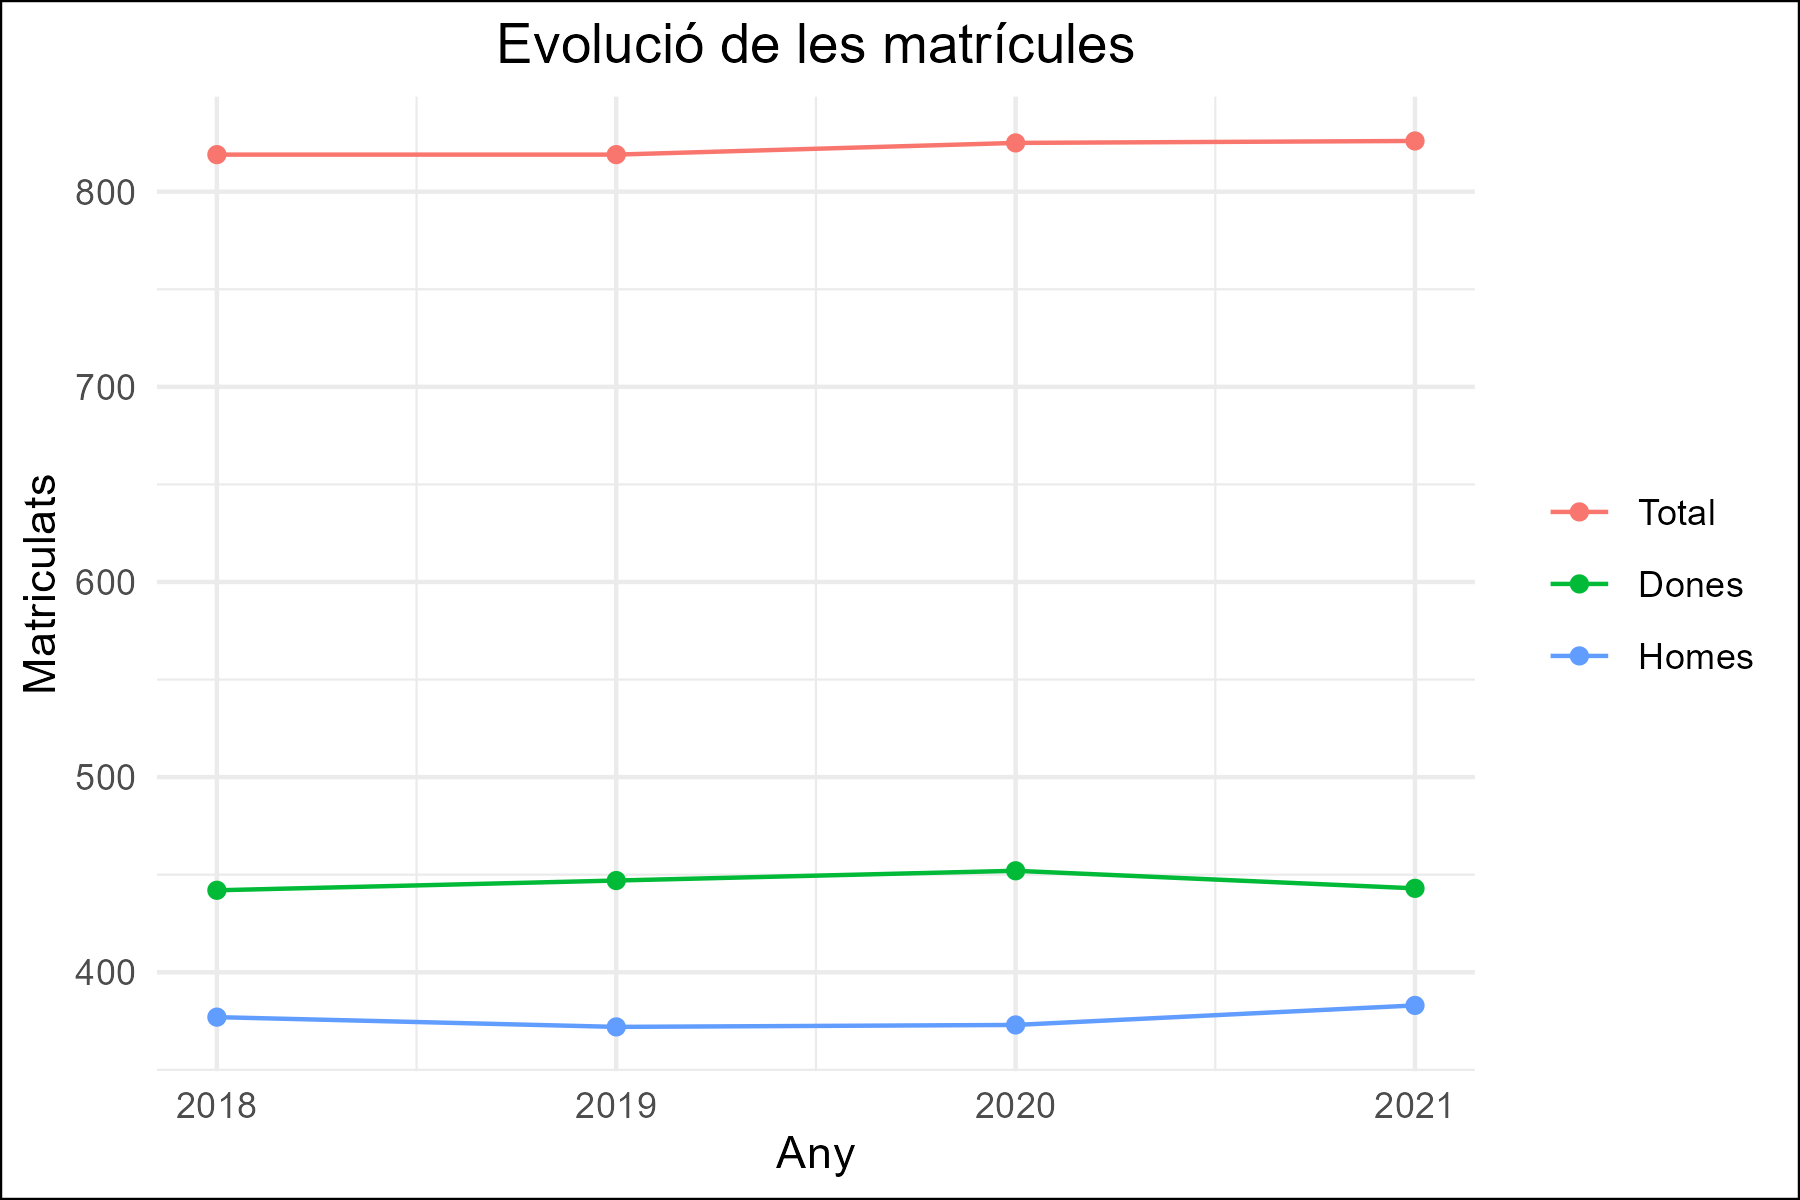 Evolució de les matrícules
Matriculats
800
700
600
500
400
2018
2019
2020
2021
Any
Total
Dones
Homes